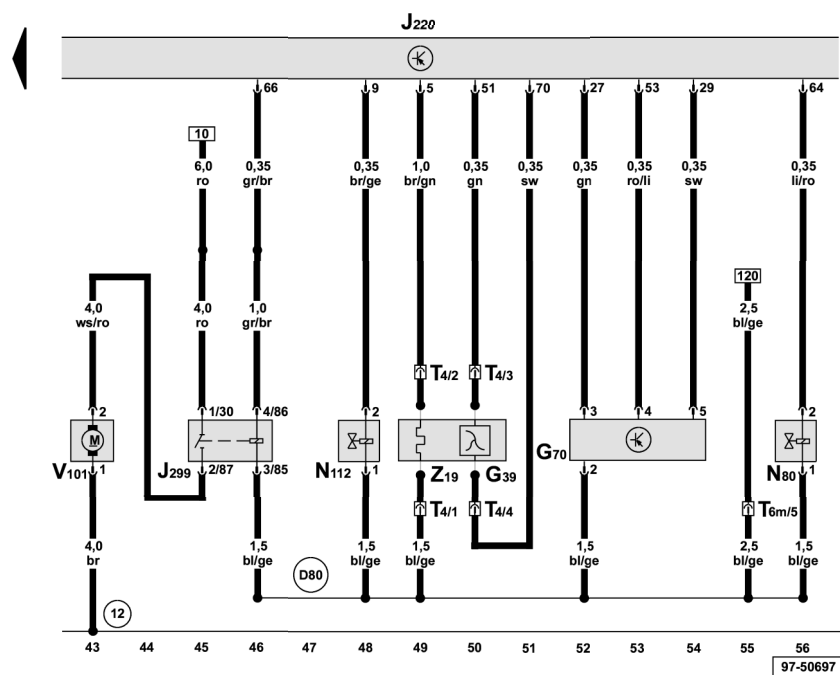 J220
66 9 5 51 70 27 53 29 64
10
6,0 0,35 0,35 1,0 0,35 0,35 0,35 0,35 0,35 0,35
ro gr/br br/ge br/gn gn sw gn ro/li sw li/ro
120
4,0 4,0 1,0 2,5
ws/ro ro gr/br bl/ge
T4/2 T4/3
2 1/30 4/86 2 3 4 5 2
M
G70
V101 1 J299 2/87 3/85 N112 1 Z19 G39 2 N80 1
T4/1 T4/4 T6m/5
4,0 1,5 1,5 1,5 1,5 2,5 1,5
br bl/ge bl/ge bl/ge bl/ge bl/ge bl/ge
D80
12
43 44 45 46 47 48 49 50 51 52 53 54 55 56
97-50697